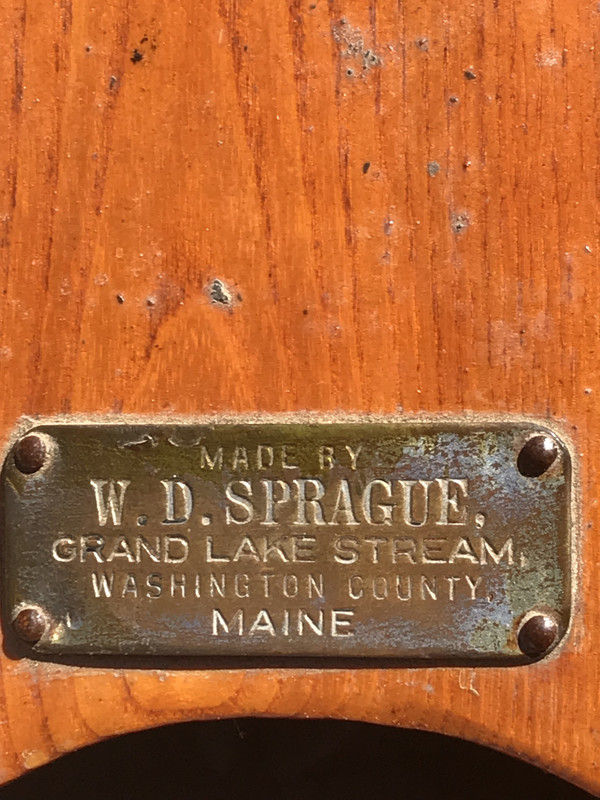 MADE BY
W. D. SPRAGUE,
GRAND LAKE STREAM,
WASHINGTON COUNTY,
MAINE